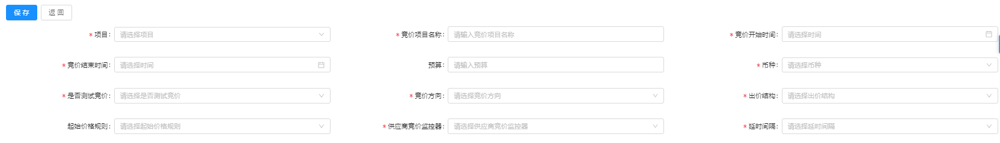 保 存 返 回
* 项目: 请选择项目 * 竞价项目名称: 请输入竞价项目名称 * 竞价开始时间: 请选择时间
* 竞价结束时间: 请选择时间 预算: 请输入预算 * 币种: 请选择币种
* 是否测试竞价: 请选择是否测试竞价 * 竞价方向: 请选择竞价方向 * 出价结构: 请选择出价结构
起始价格规则: 请选择起始价格规则 * 供应商竞价监控器: 请选择供应商竞价监控器 * 延时间隔: 请选择延时间隔